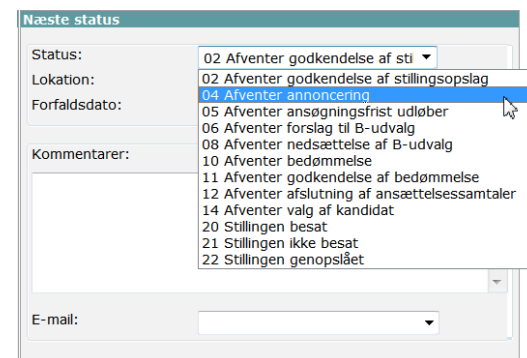 Næste status
Status:
02 Afventer godkendelse af sti
Lokation:
02 Afventer godkendelse af stillingsopslag
04 Afventer annoncering
Forfaldsdato:
05 Afventer ansøgningsfrist udløber
06 Afventer forslag til B-udvalg
08 Afventer nedsættelse af B-udvalg
Kommentarer:
10 Afventer bedømmelse
11 Afventer godkendelse af bedømmelse
12 Afventer afslutning af ansættelsessamtaler
14 Afventer valg af kandidat
20 Stillingen besat
21 Stillingen ikke besat
22 Stillingen genopslået
E-mail: